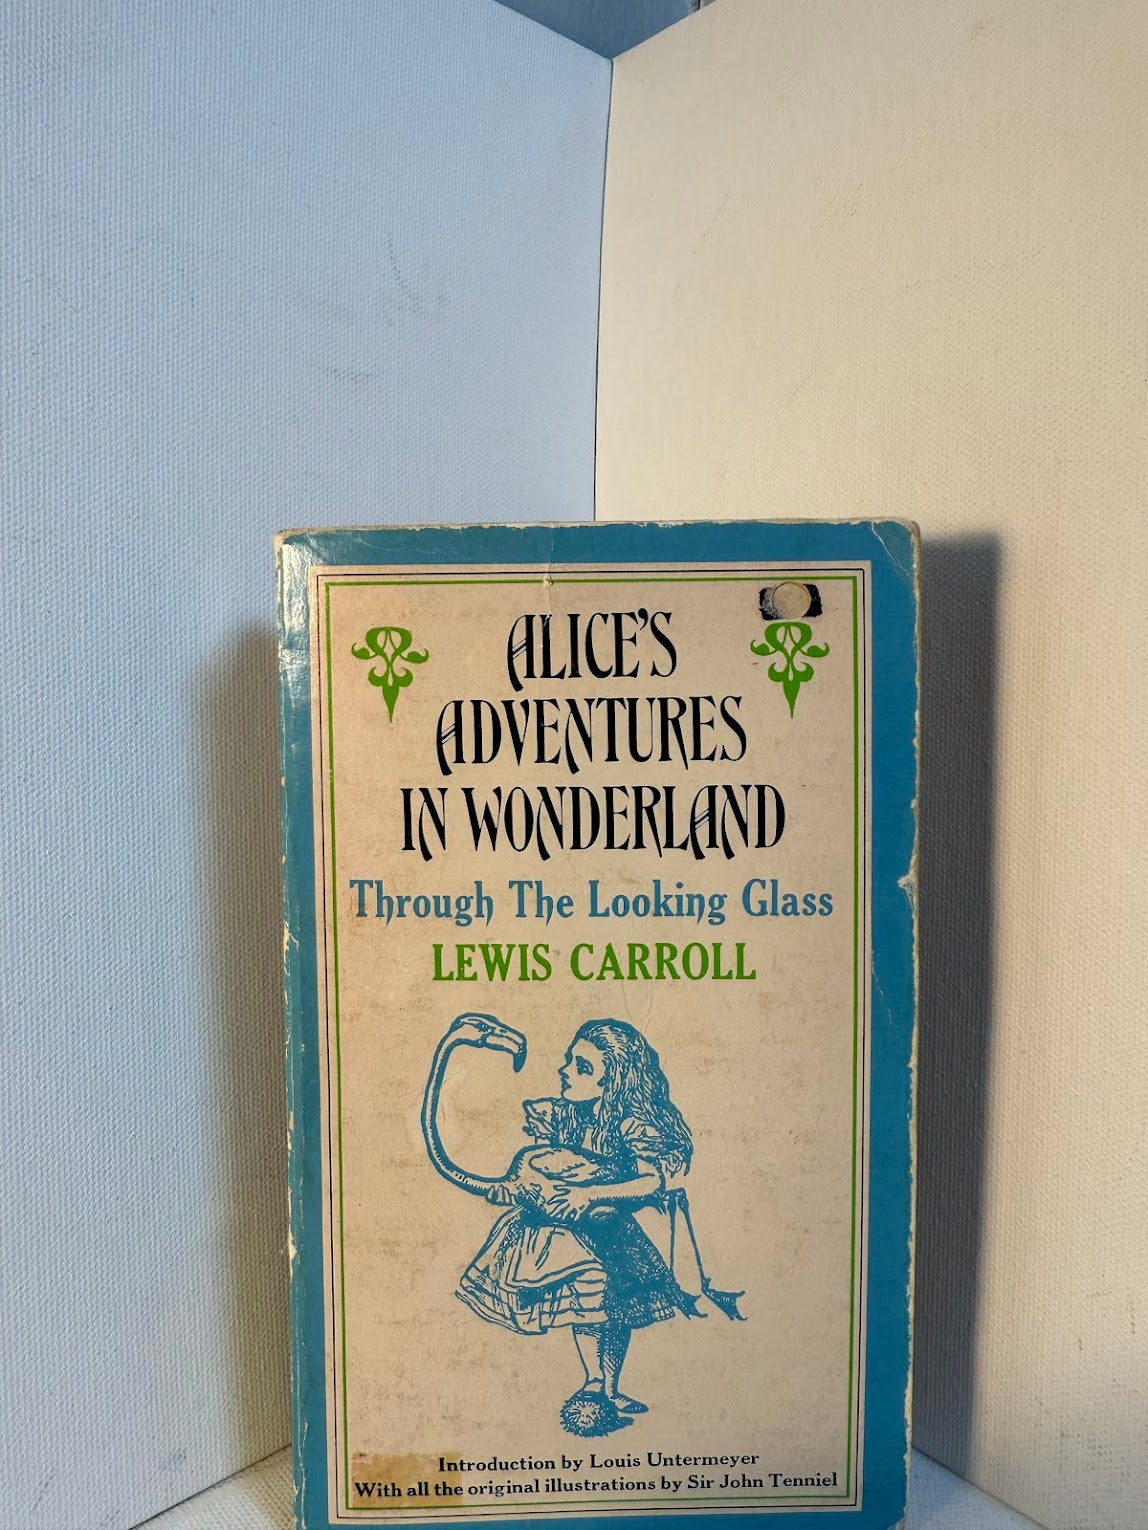 ALICE'S
ADVENTURES
IN WONDERLAND
Through The Looking Glass
LEWIS CARROLL
Introduction by Louis Untermeyer
With all the original illustrations by Sir John Tenniel